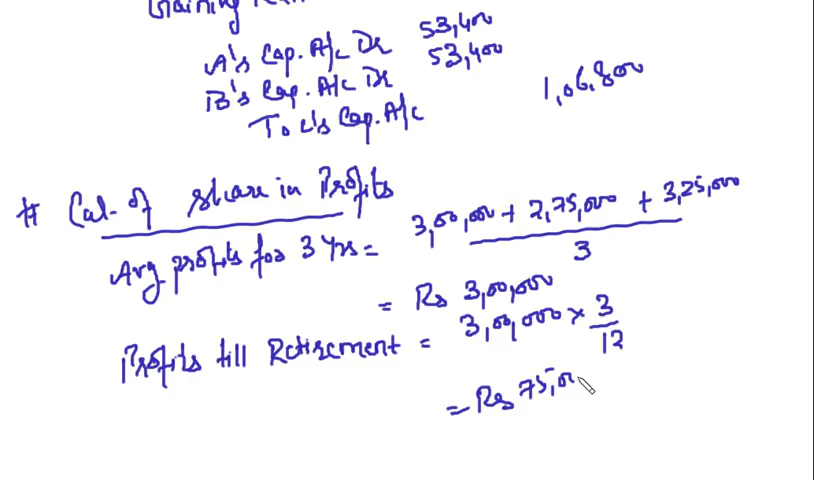 Gaining
A's Cap. A/c Dr 53,400
B's Cap. A/c Dr 53,400
To C's Cap. A/c 1,06,800
# Cal. of share in Profits
Avg profits for 3 Yrs = 3,00,000 + 2,75,000 + 3,25,000
3
= Rs 3,00,000
Profits till Retirement = 3,00,000 × 3
12
= Rs 75,00